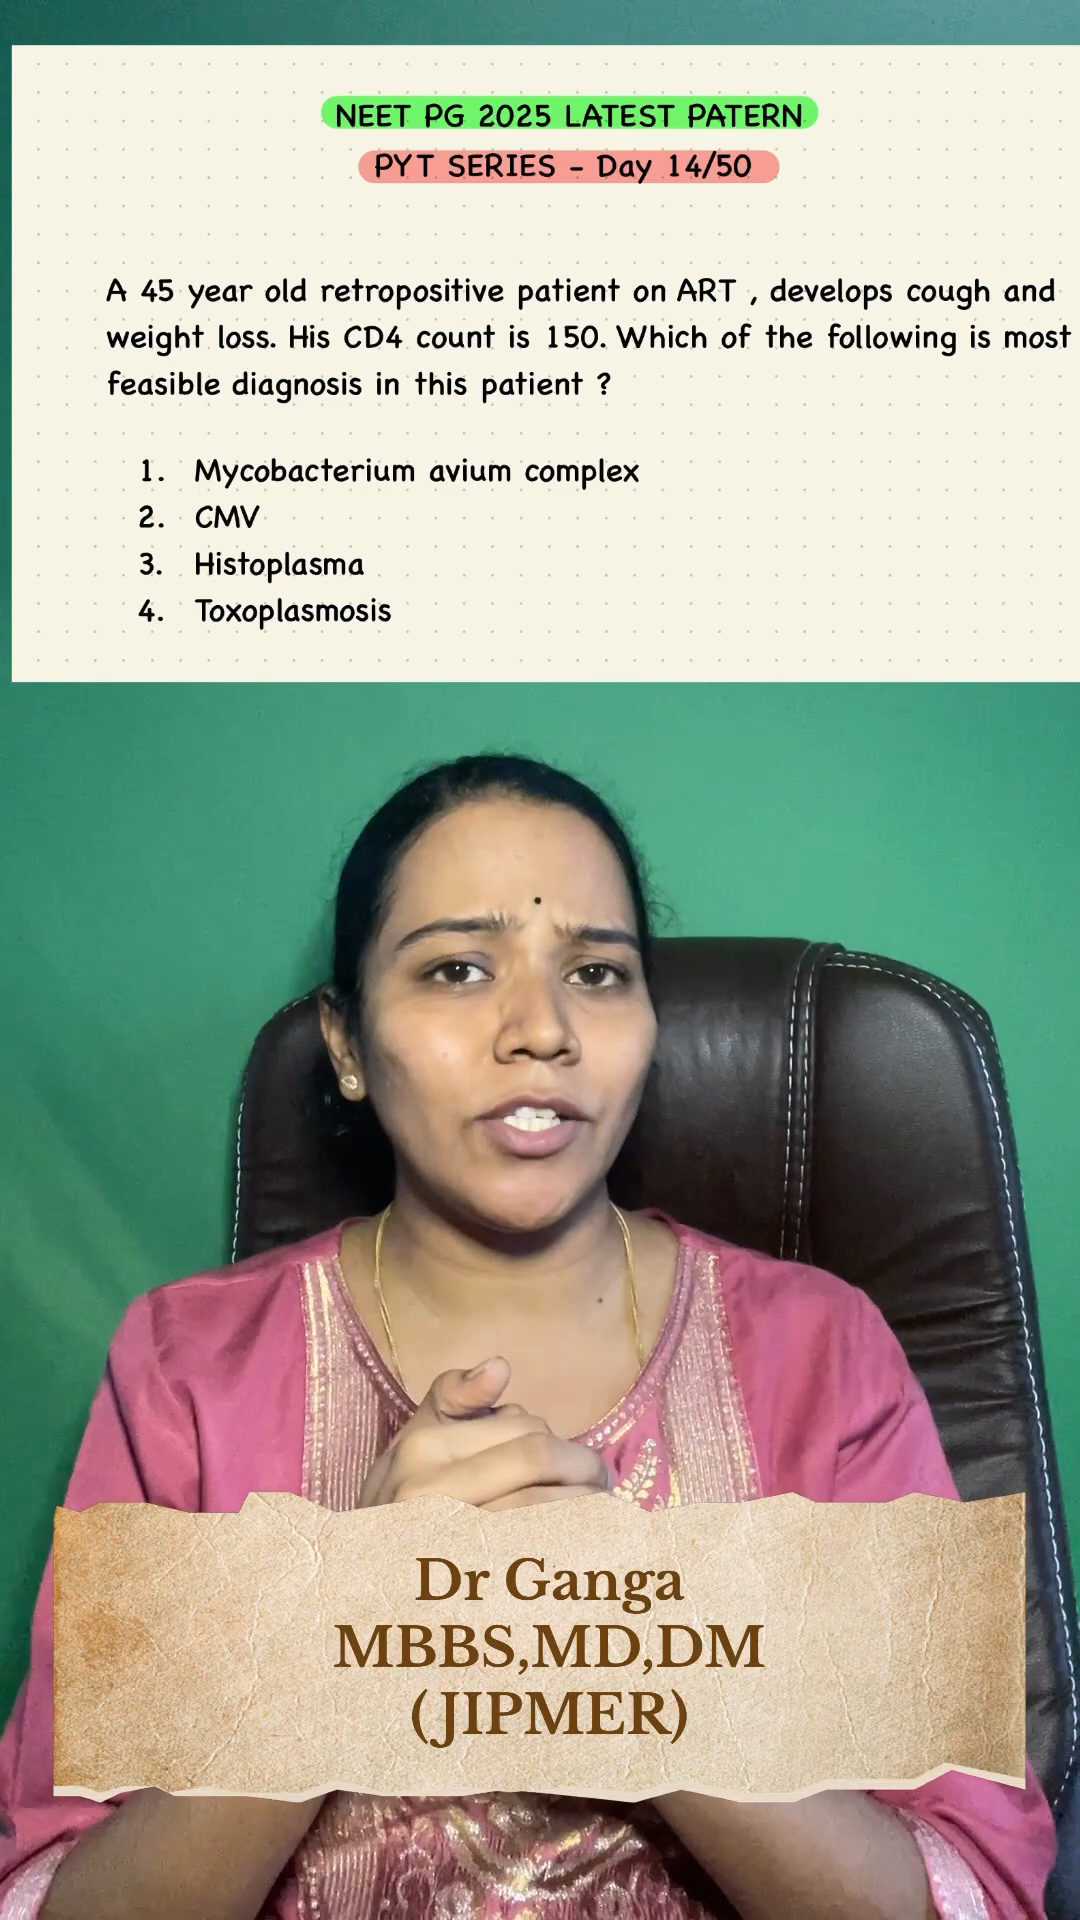 NEET PG 2025 LATEST PATERN
PYT SERIES - Day 14/50
A 45 year old retropositive patient on ART , develops cough and
weight loss. His CD4 count is 150. Which of the following is most
feasible diagnosis in this patient ?
1. Mycobacterium avium complex
2. CMV
3. Histoplasma
4. Toxoplasmosis
Dr Ganga
MBBS,MD,DM
(JIPMER)